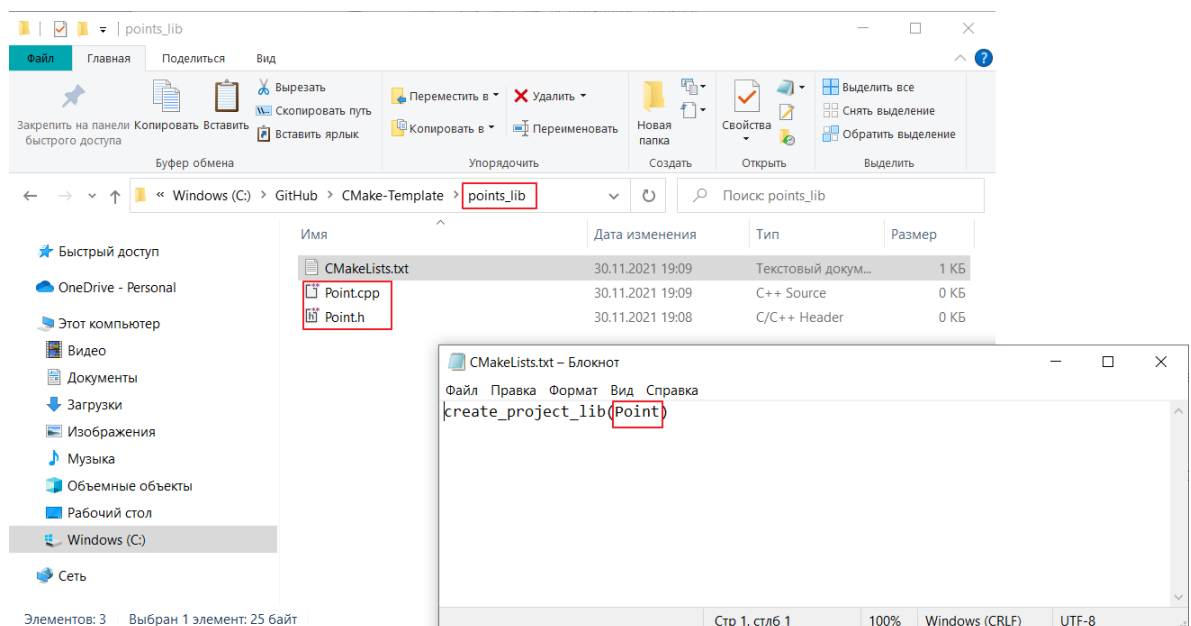 points_lib
Файл Главная Поделиться Вид
Закрепить на панели быстрого доступа
Копировать
Вставить
Вырезать
Скопировать путь
Вставить ярлык
Буфер обмена
Переместить в
Копировать в
Удалить
Переименовать
Упорядочить
Новая папка
Создать
Свойства
Открыть
Выделить все
Снять выделение
Обратить выделение
Выделить
« Windows (C:) > GitHub > CMake-Template > points_lib
Поиск: points_lib
Имя Дата изменения Тип Размер
CMakeLists.txt 30.11.2021 19:09 Текстовый докум... 1 КБ
Point.cpp 30.11.2021 19:09 C++ Source 0 КБ
Point.h 30.11.2021 19:08 C/C++ Header 0 КБ
Быстрый доступ
OneDrive - Personal
Этот компьютер
Видео
Документы
Загрузки
Изображения
Музыка
Объемные объекты
Рабочий стол
Windows (C:)
Сеть
Элементов: 3 Выбран 1 элемент: 25 байт
CMakeLists.txt – Блокнот
Файл Правка Формат Вид Справка
create_project_lib(Point)
Стр 1, стлб 1 100% Windows (CRLF) UTF-8